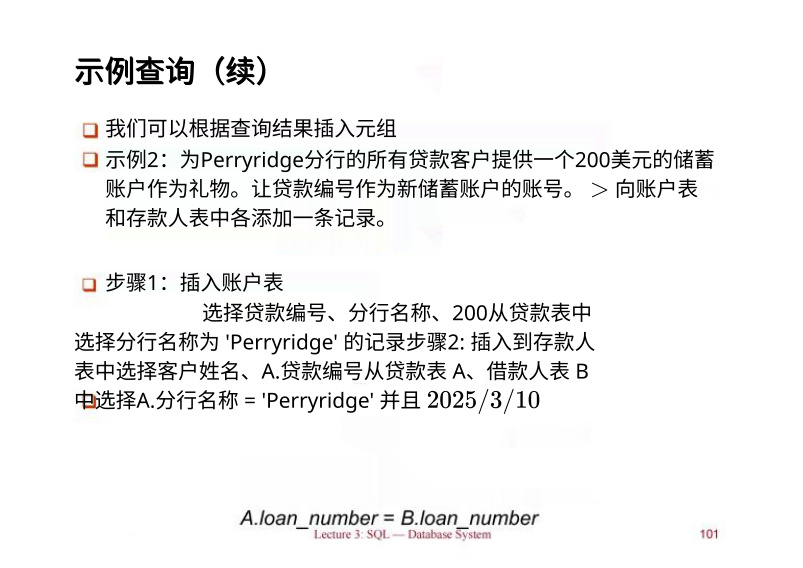 示例查询（续）
我们可以根据查询结果插入元组
示例2：为Perryridge分行的所有贷款客户提供一个200美元的储蓄
账户作为礼物。让贷款编号作为新储蓄账户的账号。 > 向账户表
和存款人表中各添加一条记录。
步骤1：插入账户表
选择贷款编号、分行名称、200从贷款表中
选择分行名称为 'Perryridge' 的记录步骤2: 插入到存款人
表中选择客户姓名、A.贷款编号从贷款表 A、借款人表 B
中选择A.分行名称 = 'Perryridge' 并且 2025/3/10
A.loan_number = B.loan_number
Lecture 3: SQL — Database System 101